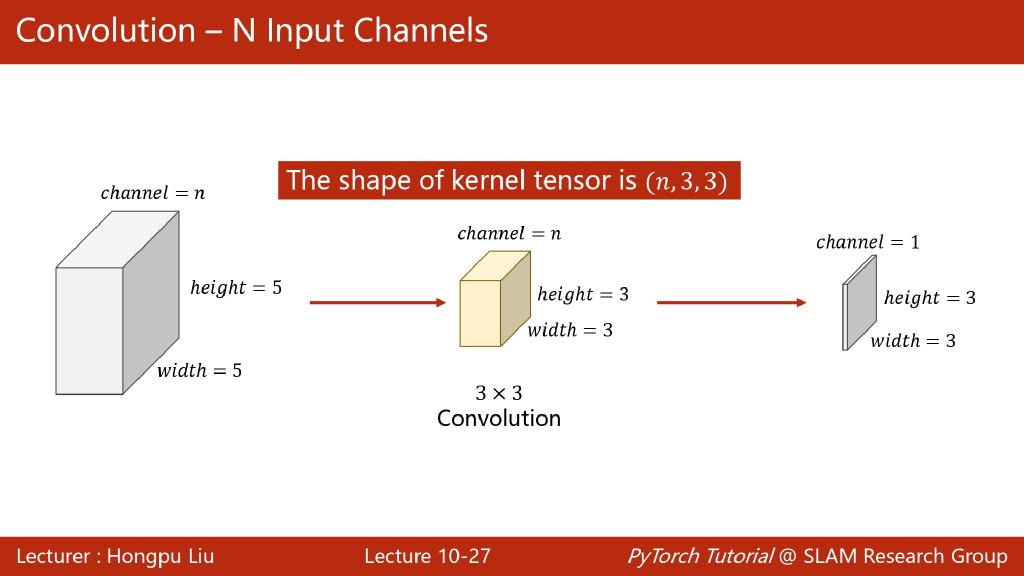 Convolution – N Input Channels
The shape of kernel tensor is (n, 3, 3)
channel = n
height = 5
width = 5
channel = n
height = 3
width = 3
3 × 3
Convolution
channel = 1
height = 3
width = 3
Lecturer : Hongpu Liu
Lecture 10-27
PyTorch Tutorial @ SLAM Research Group